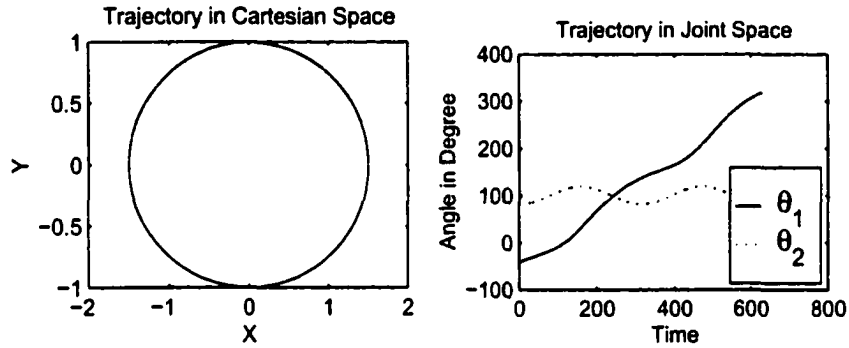 Trajectory in Cartesian Space
1
0.5
0
−0.5
−1
Y
−2
−1
0
1
2
X
Trajectory in Joint Space
400
300
200
100
0
−100
Angle in Degree
0
200
400
600
800
Time
θ1
θ2